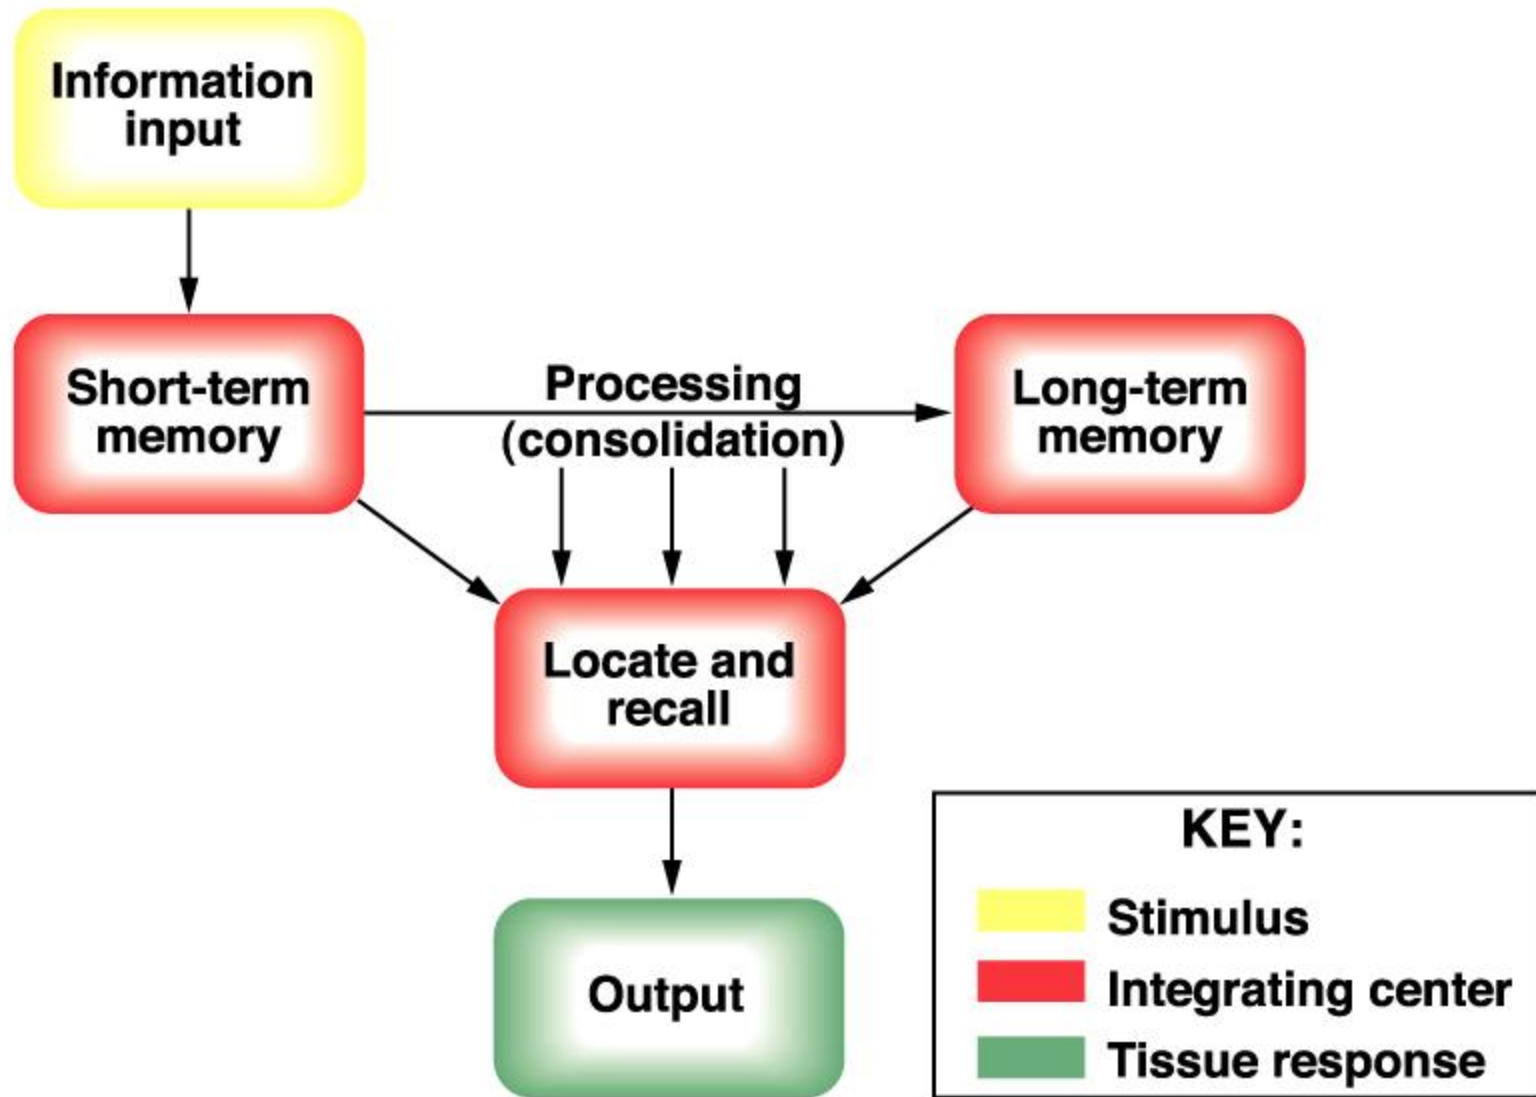 Information
input
Short-term
memory
Processing
(consolidation)
Long-term
memory
Locate and
recall
Output
KEY:
Stimulus
Integrating center
Tissue response